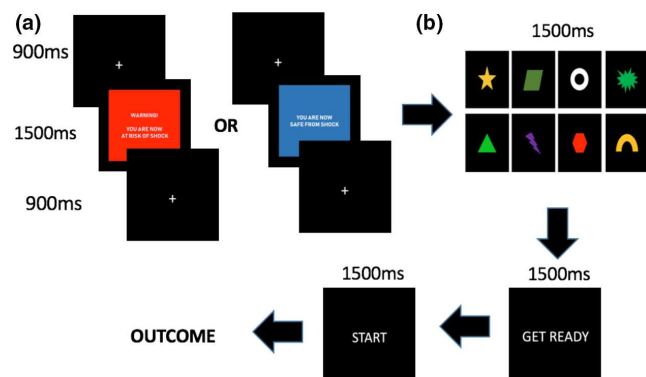 (a)
(b)
900ms
1500ms
900ms
WARNING!
YOU ARE NOW
AT RISK OF SHOCK
OR
YOU ARE NOW
SAFE FROM SHOCK
1500ms
1500ms
1500ms
OUTCOME
START
GET READY